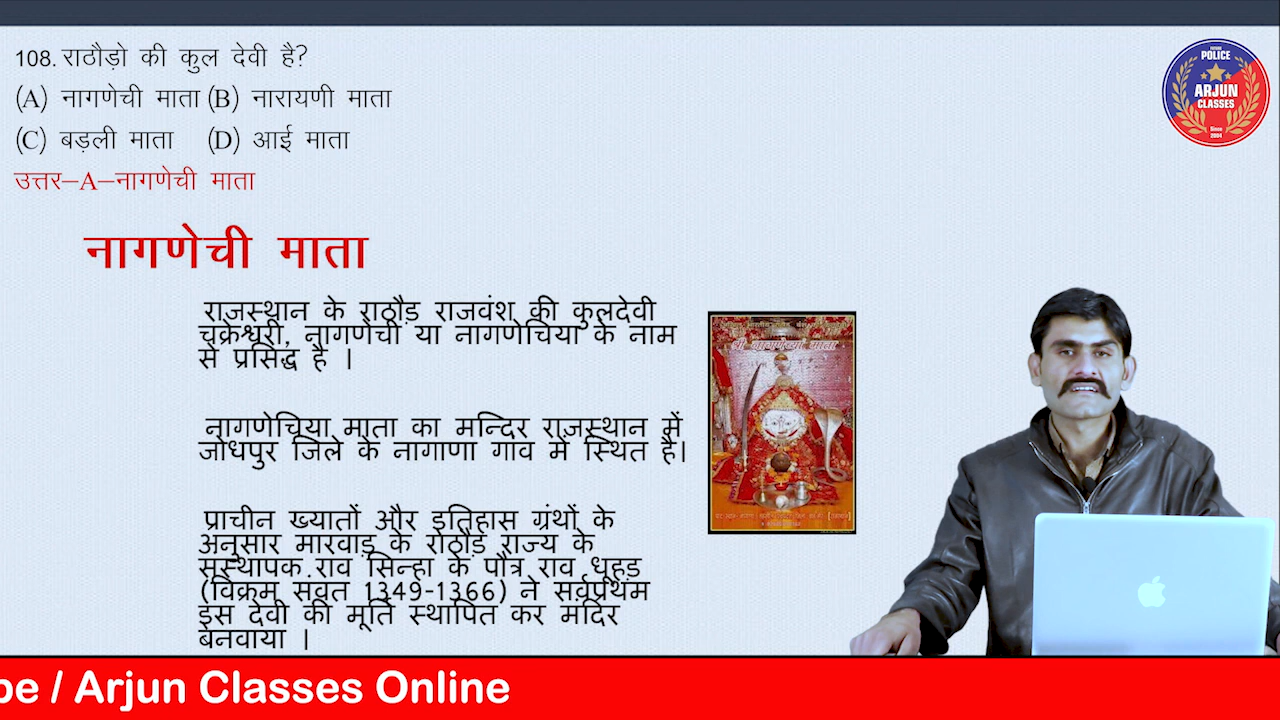 108. राठौड़ो की कुल देवी है?
(A) नागणेची माता (B) नारायणी माता
(C) बड़ली माता (D) आई माता
उत्तर–A–नागणेची माता
नागणेची माता
राजस्थान के राठौड़ राजवंश की कुलदेवी
चक्रेश्वरी, नागणेची या नागणेचिया के नाम
से प्रसिद्ध है ।
नागणेचिया माता का मन्दिर राजस्थान में
जोधपुर जिले के नागाणा गांव में स्थित है।
प्राचीन ख्यातों और इतिहास ग्रंथों के
अनुसार मारवाड़ के राठौड़ राज्य के
संस्थापक राव सिन्हा के पौत्र राव धूहड़
(विक्रम संवत 1349-1366) ने सर्वप्रथम
इस देवी की मूर्ति स्थापित कर मंदिर
बनवाया ।
POLICE
ARJUN
CLASSES
Since
2004
be / Arjun Classes Online